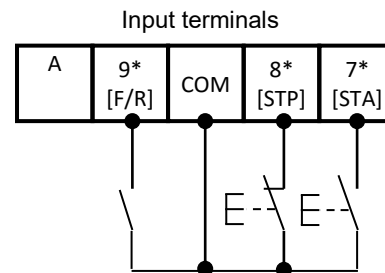 Input terminals
A
9*
[F/R]
COM
8*
[STP]
7*
[STA]